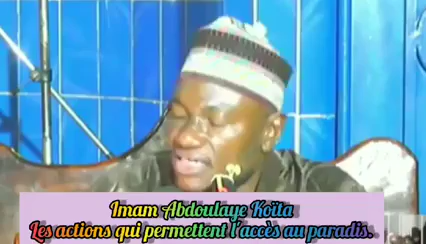 Imam Abdoulaye Koïta
Les actions qui permettent l'accès au paradis.